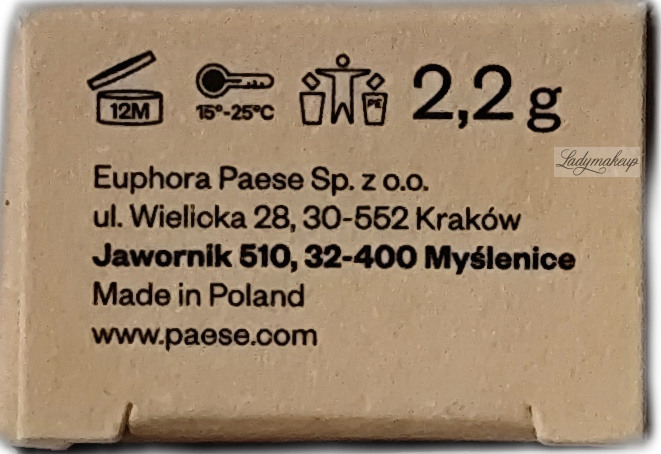 12M 15°-25°C PE 2,2 g
Ladymakeup
Euphora Paese Sp. z o.o.
ul. Wielicka 28, 30-552 Kraków
Jawornik 510, 32-400 Myślenice
Made in Poland
www.paese.com